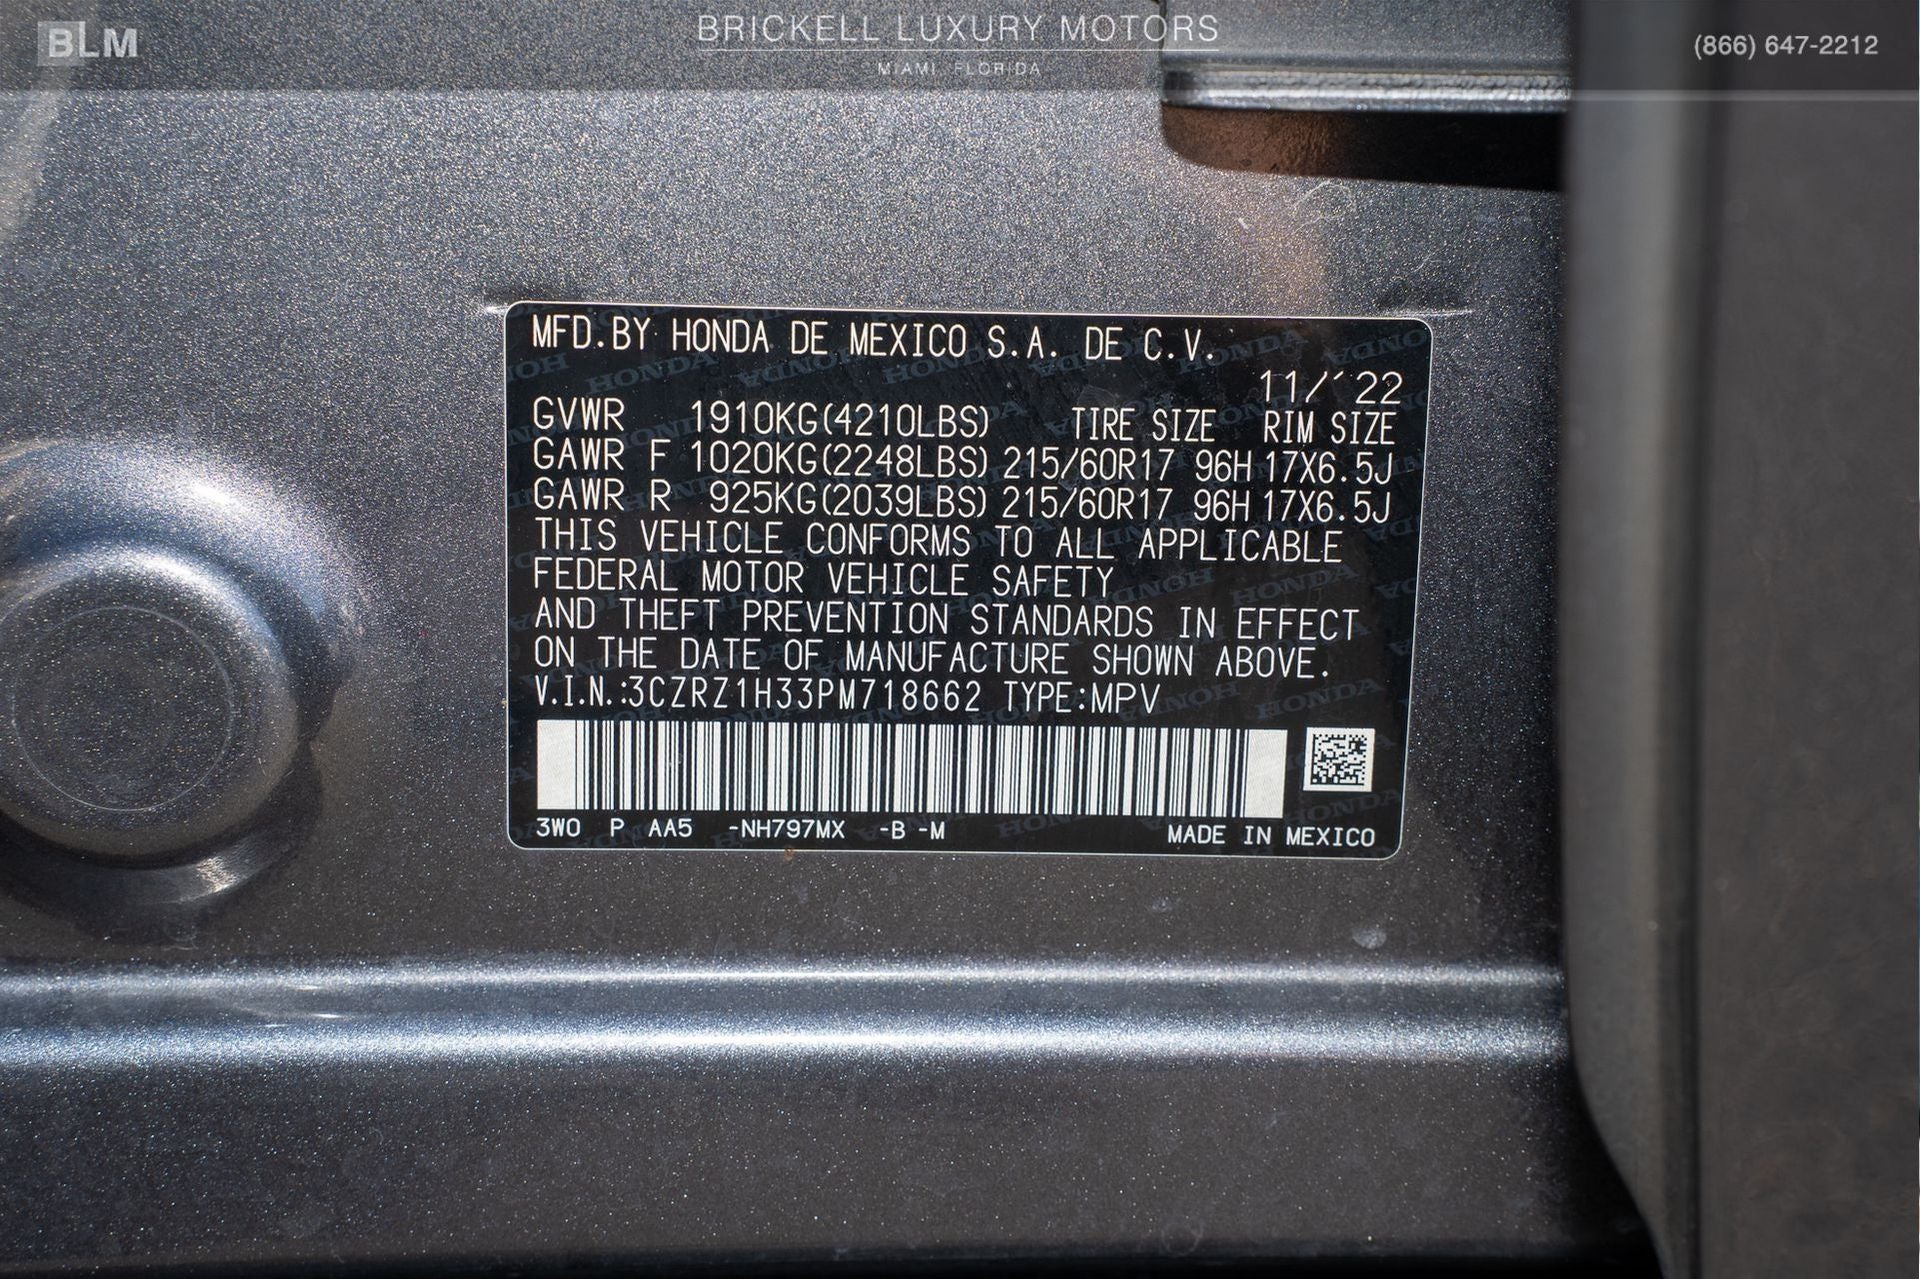 BLM
BRICKELL LUXURY MOTORS
MIAMI FLORIDA
(866) 647-2212
MFD.BY HONDA DE MEXICO S.A. DE C.V.
11/´22
GVWR 1910KG(4210LBS) TIRE SIZE RIM SIZE
GAWR F 1020KG(2248LBS) 215/60R17 96H 17X6.5J
GAWR R 925KG(2039LBS) 215/60R17 96H 17X6.5J
THIS VEHICLE CONFORMS TO ALL APPLICABLE
FEDERAL MOTOR VEHICLE SAFETY
AND THEFT PREVENTION STANDARDS IN EFFECT
ON THE DATE OF MANUFACTURE SHOWN ABOVE.
V.I.N.:3CZRZ1H33PM718662 TYPE:MPV
3W0 P AA5 -NH797MX -B -M MADE IN MEXICO